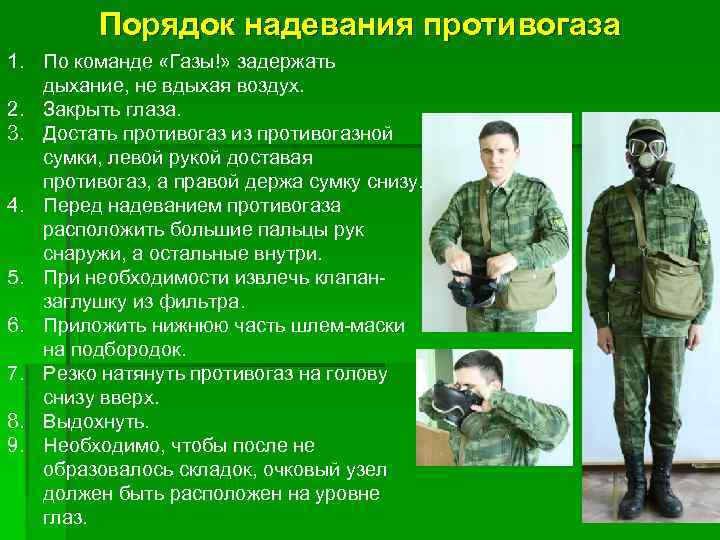 Порядок надевания противогаза
1. По команде «Газы!» задержать
дыхание, не вдыхая воздух.
2. Закрыть глаза.
3. Достать противогаз из противогазной
сумки, левой рукой доставая
противогаз, а правой держа сумку снизу.
4. Перед надеванием противогаза
расположить большие пальцы рук
снаружи, а остальные внутри.
5. При необходимости извлечь клапан-
заглушку из фильтра.
6. Приложить нижнюю часть шлем-маски
на подбородок.
7. Резко натянуть противогаз на голову
снизу вверх.
8. Выдохнуть.
9. Необходимо, чтобы после не
образовалось складок, очковый узел
должен быть расположен на уровне
глаз.